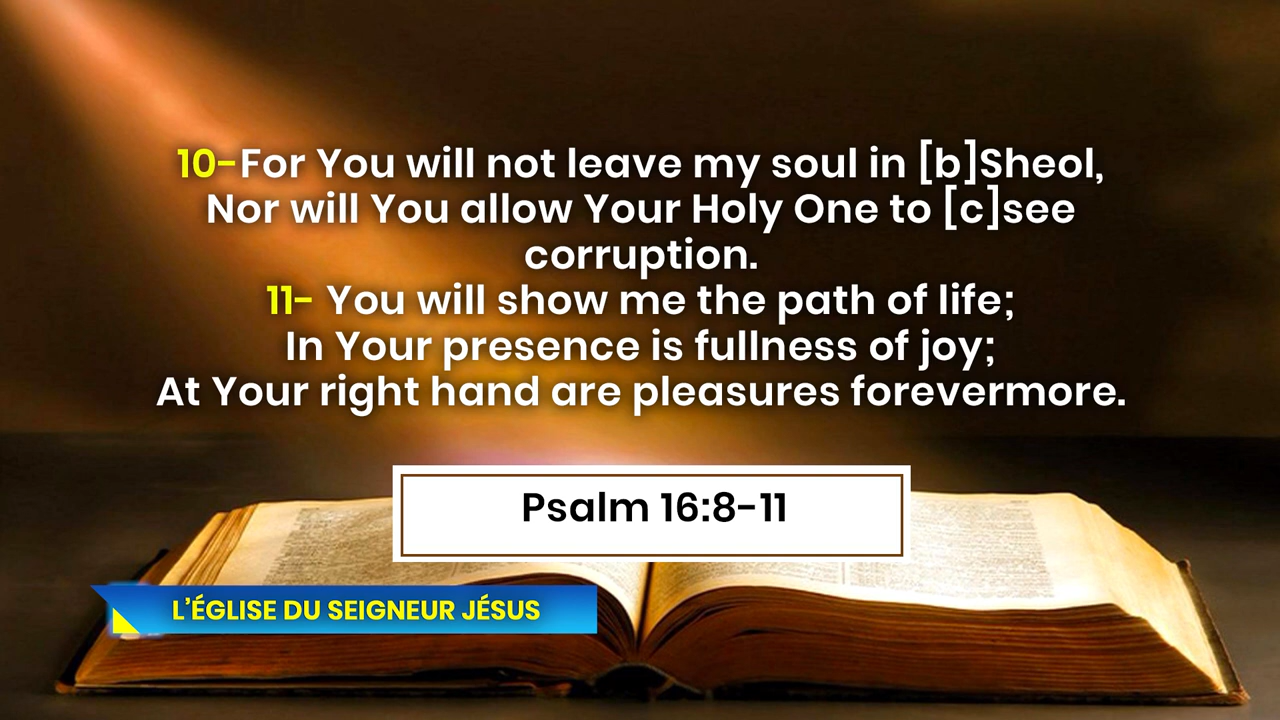 10-For You will not leave my soul in [b]Sheol,
Nor will You allow Your Holy One to [c]see
corruption.
11- You will show me the path of life;
In Your presence is fullness of joy;
At Your right hand are pleasures forevermore.
Psalm 16:8-11
L'ÉGLISE DU SEIGNEUR JÉSUS